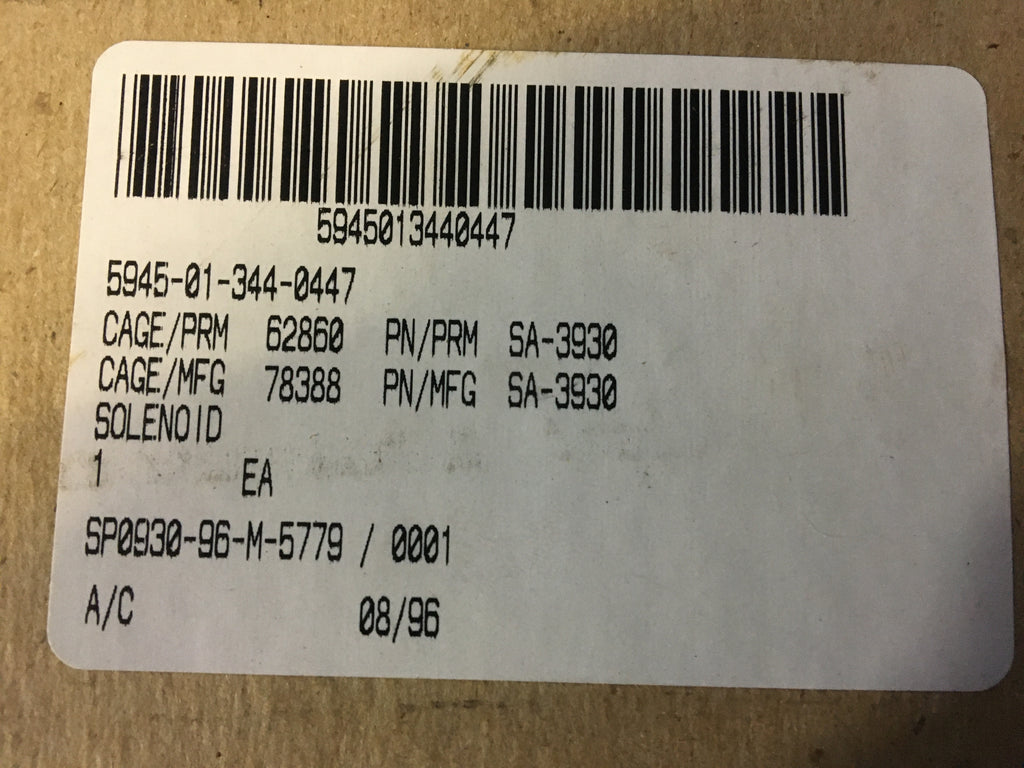 5945013440447
5945-01-344-0447
CAGE/PRM 62860 PN/PRM SA-3930
CAGE/MFG 78388 PN/MFG SA-3930
SOLENOID
1 EA
SP0930-96-M-5779 / 0001
A/C 08/96